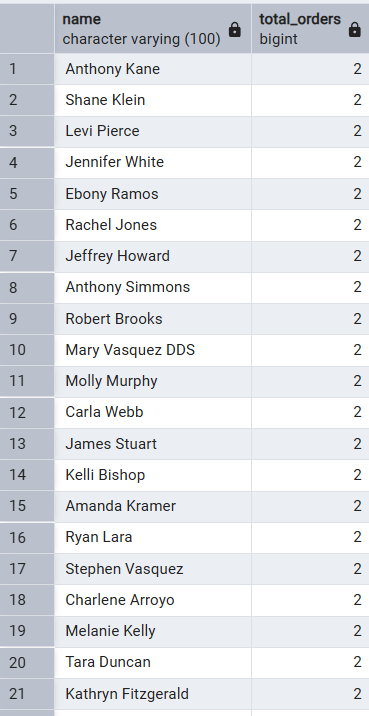 name total_orders
character varying (100) bigint
1 Anthony Kane 2
2 Shane Klein 2
3 Levi Pierce 2
4 Jennifer White 2
5 Ebony Ramos 2
6 Rachel Jones 2
7 Jeffrey Howard 2
8 Anthony Simmons 2
9 Robert Brooks 2
10 Mary Vasquez DDS 2
11 Molly Murphy 2
12 Carla Webb 2
13 James Stuart 2
14 Kelli Bishop 2
15 Amanda Kramer 2
16 Ryan Lara 2
17 Stephen Vasquez 2
18 Charlene Arroyo 2
19 Melanie Kelly 2
20 Tara Duncan 2
21 Kathryn Fitzgerald 2